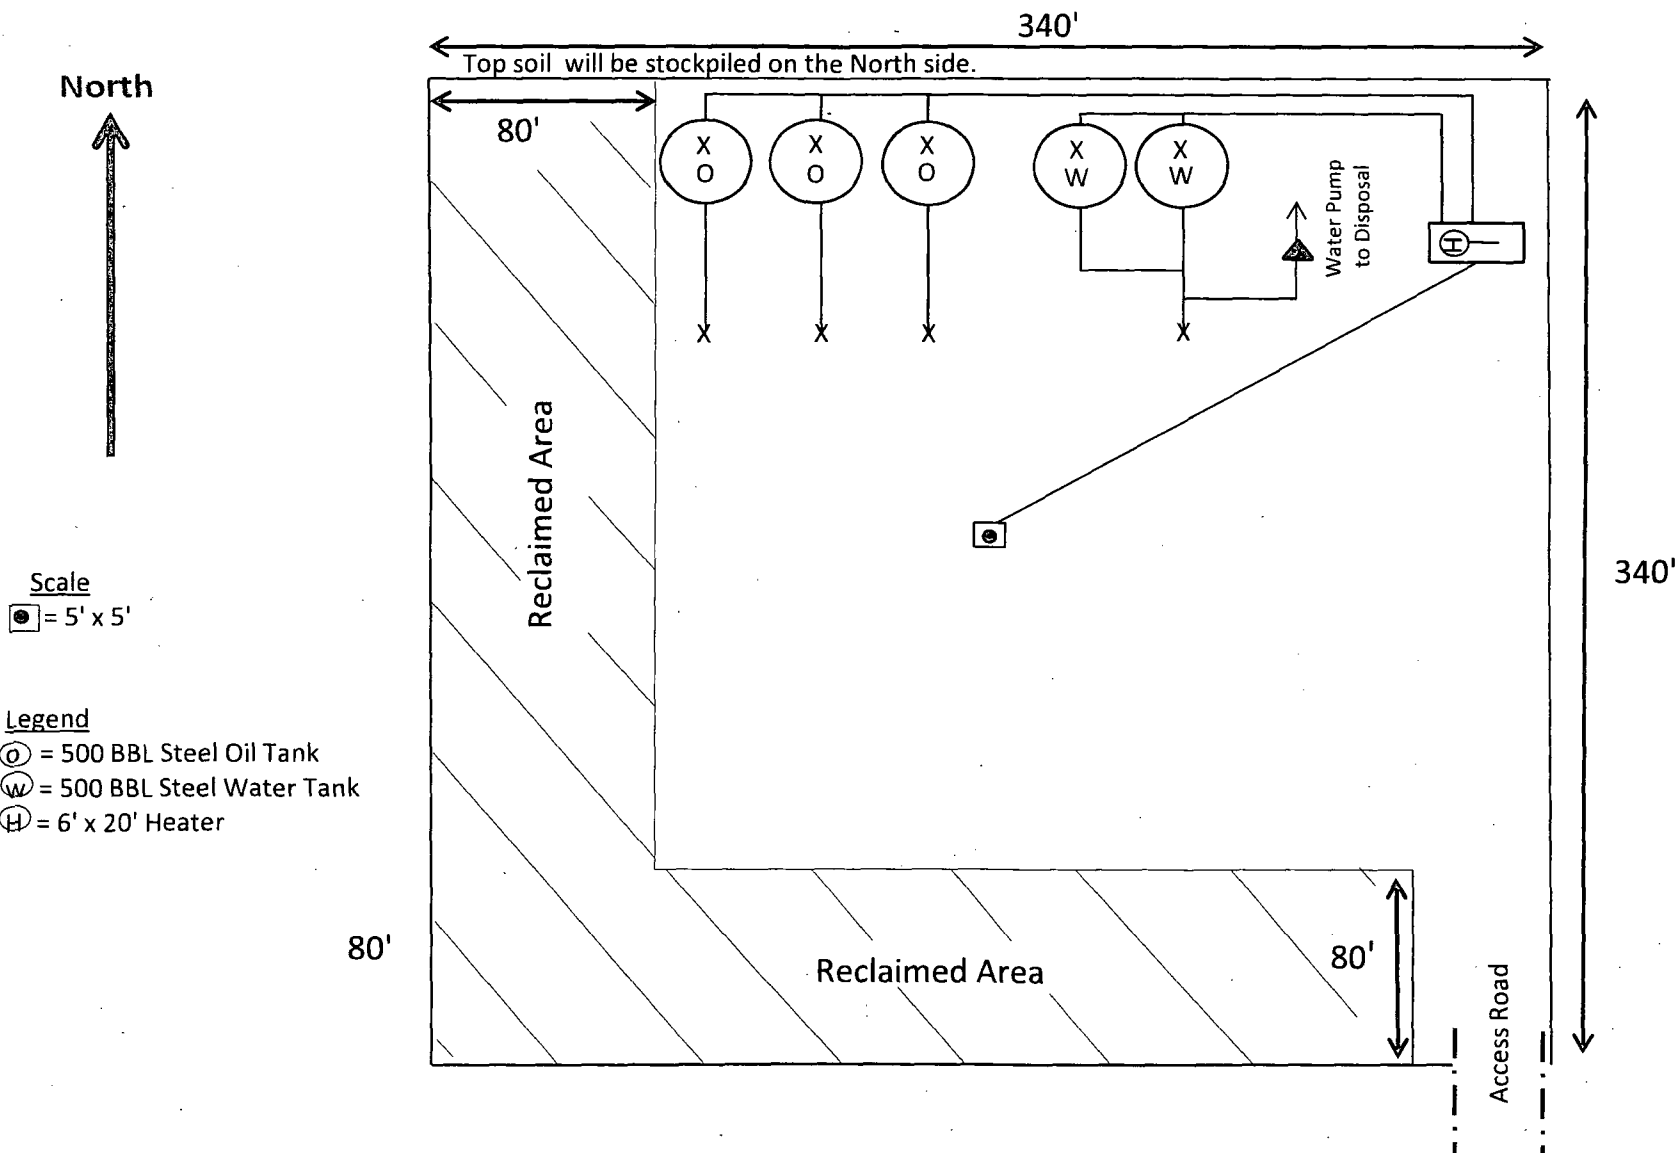 340'
Top soil will be stockpiled on the North side.
North
80'
X
O
X
O
X
O
X
W
X
W
Water Pump
to Disposal
H
X
X
X
X
Reclaimed Area
340'
Scale
= 5' x 5'
Legend
O = 500 BBL Steel Oil Tank
W = 500 BBL Steel Water Tank
H = 6' x 20' Heater
80'
Reclaimed Area
80'
Access Road